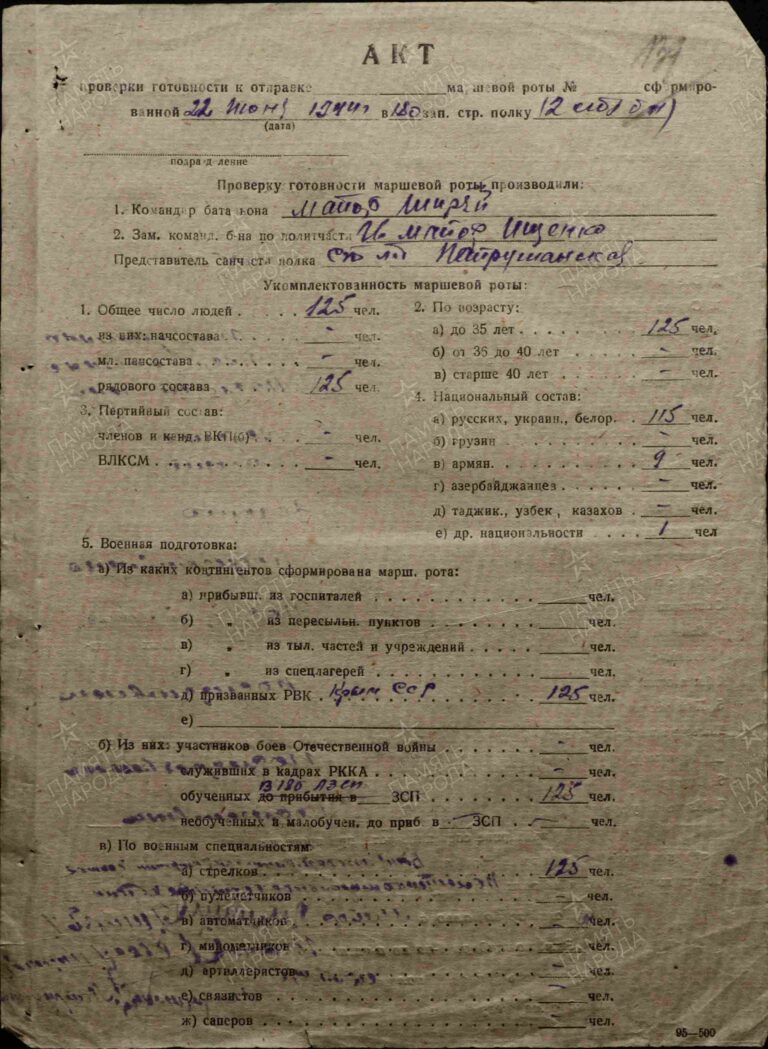 АКТ
проверки готовности к отправке маршевой роты № сформиро-
ванной 22 июня 1944 г в 180 зап. стр. полку (2 стр бн)
(дата)
подразделение
Проверку готовности маршевой роты производили:
1. Командир батальона майор
2. Зам. команд. б-на по политчасти Гв майор Ищенко
Представитель санчасти полка ст лт Петрушанская
Укомплектованность маршевой роты:
1. Общее число людей . . . . . 125 чел.
из них: начсостава . . . - чел.
мл. начсостава . . . - чел.
рядового состава . . . 125 чел.
3. Партийный состав:
членов и канд. ВКП(б) . . - чел.
ВЛКСМ . . . . - чел.
2. По возрасту:
а) до 35 лет . . . . . 125 чел.
б) от 36 до 40 лет . . . . - чел.
в) старше 40 лет . . . . - чел.
4. Национальный состав:
а) русских, украин., белор. . 115 чел.
б) грузин . . . . . - чел.
в) армян . . . . . 9 чел.
г) азербайджанцев . . . . . - чел.
д) таджик., узбек, казахов . - чел.
е) др. национальности . . . . 1 чел
5. Военная подготовка:
а) Из каких контингентов сформирована марш. рота:
а) прибывш. из госпиталей . . . . . чел.
б) „ из пересыльн. пунктов . . . . . чел.
в) „ из тыл. частей и учреждений . . . . . чел.
г) „ из спецлагерей . . . . . чел.
д) призванных РВК . Крым ССР . . . 125 чел.
е)
б) Из них: участников боев Отечественной войны . . . . . - чел.
служивших в кадрах РККА . . . . . - чел.
в 180 АЗСП
обученных до прибытия в ЗСП . . . . . 125 чел.
необученных и малобучен. до приб. в - ЗСП . . - чел.
в) По военным специальностям
а) стрелков . . . . . 125 чел.
б) пулеметчиков . . . . . - чел.
в) автоматчиков . . . . . - чел.
г) минометчиков . . . . . - чел.
д) артиллеристов . . . . . - чел.
е) связистов . . . . . - чел.
ж) саперов . . . . . - чел.
95—500
ПАМЯТЬ НАРОДА